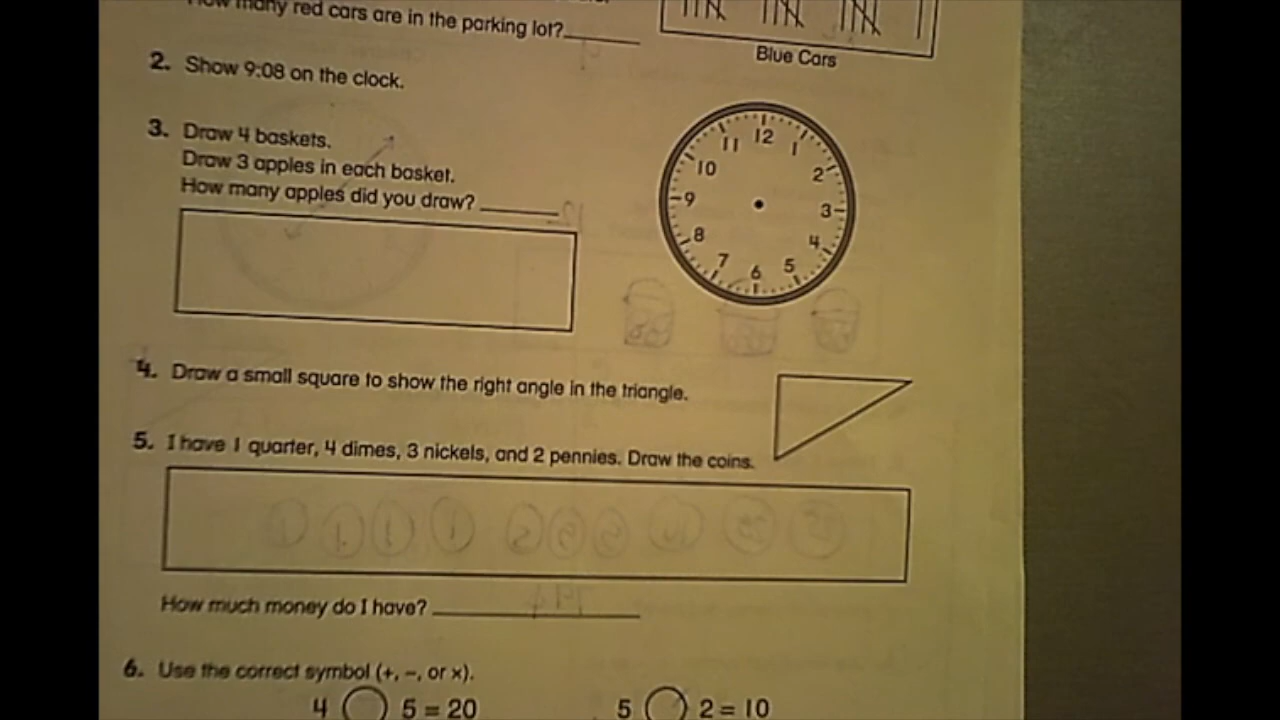 How many red cars are in the parking lot?
Blue Cars
2. Show 9:08 on the clock.
12
1
2
3
4
5
6
7
8
9
10
11
3. Draw 4 baskets.
Draw 3 apples in each basket.
How many apples did you draw?
4. Draw a small square to show the right angle in the triangle.
5. I have 1 quarter, 4 dimes, 3 nickels, and 2 pennies. Draw the coins.
How much money do I have?
6. Use the correct symbol (+, –, or x).
4 5 = 20 5 2 = 10